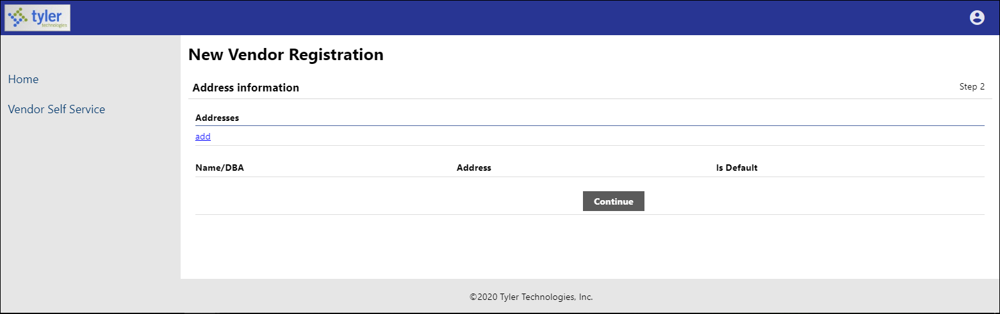 tyler
technologies
New Vendor Registration
Home
Address information
Step 2
Vendor Self Service
Addresses
add
Name/DBA Address Is Default
Continue
©2020 Tyler Technologies, Inc.